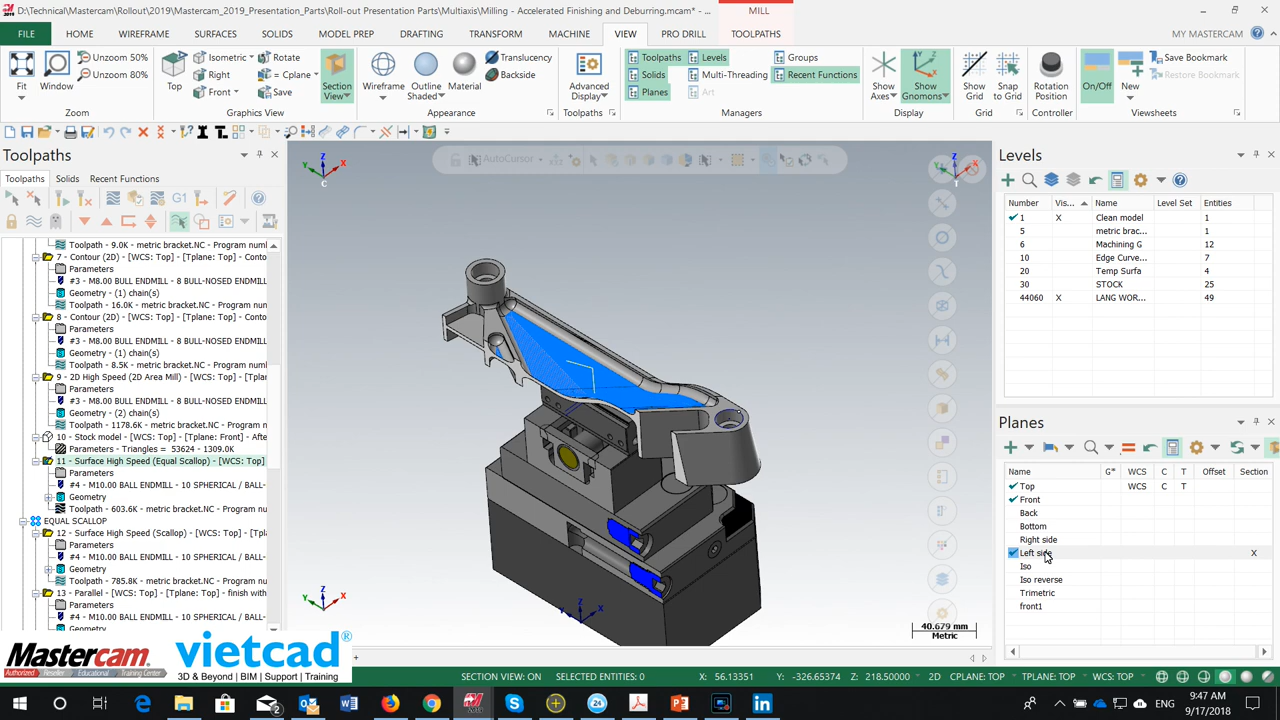 D:\Technical\Mastercam\Rollout\2019\Mastercam_2019_Presentation_Parts\Roll-out Presentation Parts\Multiaxis\Milling - Accelerated Finishing and Deburring.mcam* - ...
MILL
FILE HOME WIREFRAME SURFACES SOLIDS MODEL PREP DRAFTING TRANSFORM MACHINE VIEW PRO DRILL TOOLPATHS MY MASTERCAM
Fit
Window
Unzoom 50%
Unzoom 80%
Zoom
Top
Isometric
Right
Front
Rotate
= Cplane
Save
Section View
Graphics View
Wireframe
Outline Shaded
Material
Translucency
Backside
Appearance
Advanced Display
Toolpaths
Toolpaths
Solids
Planes
Levels
Multi-Threading
Art
Groups
Recent Functions
Managers
Show Axes
Show Gnomons
Display
Show Grid
Snap to Grid
Grid
Rotation Position
Controller
On/Off
New
Save Bookmark
Restore Bookmark
Viewsheets
Toolpaths
Toolpaths Solids Recent Functions
G1
Toolpath - 9.0K - metric bracket.NC - Program num
7 - Contour (2D) - [WCS: Top] - [Tplane: Top] - Conto
Parameters
#3 - M8.00 BULL ENDMILL - 8 BULL-NOSED ENDMILL
Geometry - (1) chain(s)
Toolpath - 16.0K - metric bracket.NC - Program nur
8 - Contour (2D) - [WCS: Top] - [Tplane: Top] - Conto
Parameters
#3 - M8.00 BULL ENDMILL - 8 BULL-NOSED ENDMILL
Geometry - (1) chain(s)
Toolpath - 8.5K - metric bracket.NC - Program num
9 - 2D High Speed (2D Area Mill) - [WCS: Top] - [Tpla
Parameters
#3 - M8.00 BULL ENDMILL - 8 BULL-NOSED ENDMILL
Geometry - (2) chain(s)
Toolpath - 1178.6K - metric bracket.NC - Program n
10 - Stock model - [WCS: Top] - [Tplane: Front] - Afte
Parameters - Triangles = 53624 - 1309.0K
11 - Surface High Speed (Equal Scallop) - [WCS: Top]
Parameters
#4 - M10.00 BALL ENDMILL - 10 SPHERICAL / BALL-
Geometry
Toolpath - 603.6K - metric bracket.NC - Program nu
EQUAL SCALLOP
12 - Surface High Speed (Scallop) - [WCS: Top] - [Tpl
Parameters
#4 - M10.00 BALL ENDMILL - 10 SPHERICAL / BALL-
Geometry
Toolpath - 785.8K - metric bracket.NC - Program nu
13 - Parallel - [WCS: Top] - [Tplane: Top] - finish with
Parameters
#4 - M10.00 BALL ENDMILL - 10 SPHERICAL / BALL-
Geometry
AutoCursor
Z
X
Y
C
Z
X
Y
T
40.679 mm
Metric
Levels
Number Vis... Name Level Set Entities
1 X Clean model 1
5 metric brac... 1
6 Machining G 12
10 Edge Curve... 7
20 Temp Surfa 4
30 STOCK 25
44060 X LANG WOR... 49
Planes
Name G* WCS C T Offset Section
Top WCS C T
Front
Back
Bottom
Right side
Left side X
Iso
Iso reverse
Trimetric
front1
Mastercam.
Authorized Reseller Educational Training Center
vietcad®
3D & Beyond | BIM | Support | Training
SECTION VIEW: ON SELECTED ENTITIES: 0 X: 56.13351 Y: -326.65374 Z: 218.50000 2D CPLANE: TOP TPLANE: TOP WCS: TOP
9:47 AM
9/17/2018